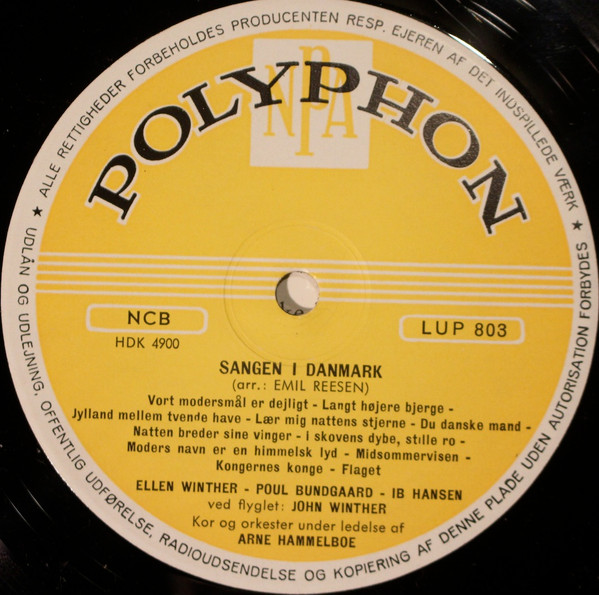 ★ ALLE RETTIGHEDER FORBEHOLDES PRODUCENTEN RESP. EJEREN AF DET INDSPILLEDE VÆRK ★
UDLÅN OG UDLEJNING, OFFENTLIG UDFØRELSE, RADIOUDSENDELSE OG KOPIERING AF DENNE PLADE UDEN AUTORISATION FORBYDES
NPA
POLYPHON
NCB
HDK 4900
LUP 803
SANGEN I DANMARK
(arr.: EMIL REESEN)
Vort modersmål er dejligt - Langt højere bjerge -
Jylland mellem tvende have - Lær mig nattens stjerne - Du danske mand -
Natten breder sine vinger - I skovens dybe, stille ro -
Moders navn er en himmelsk lyd - Midsommervisen -
Kongernes konge - Flaget
ELLEN WINTHER - POUL BUNDGAARD - IB HANSEN
ved flyglet: JOHN WINTHER
Kor og orkester under ledelse af
ARNE HAMMELBOE